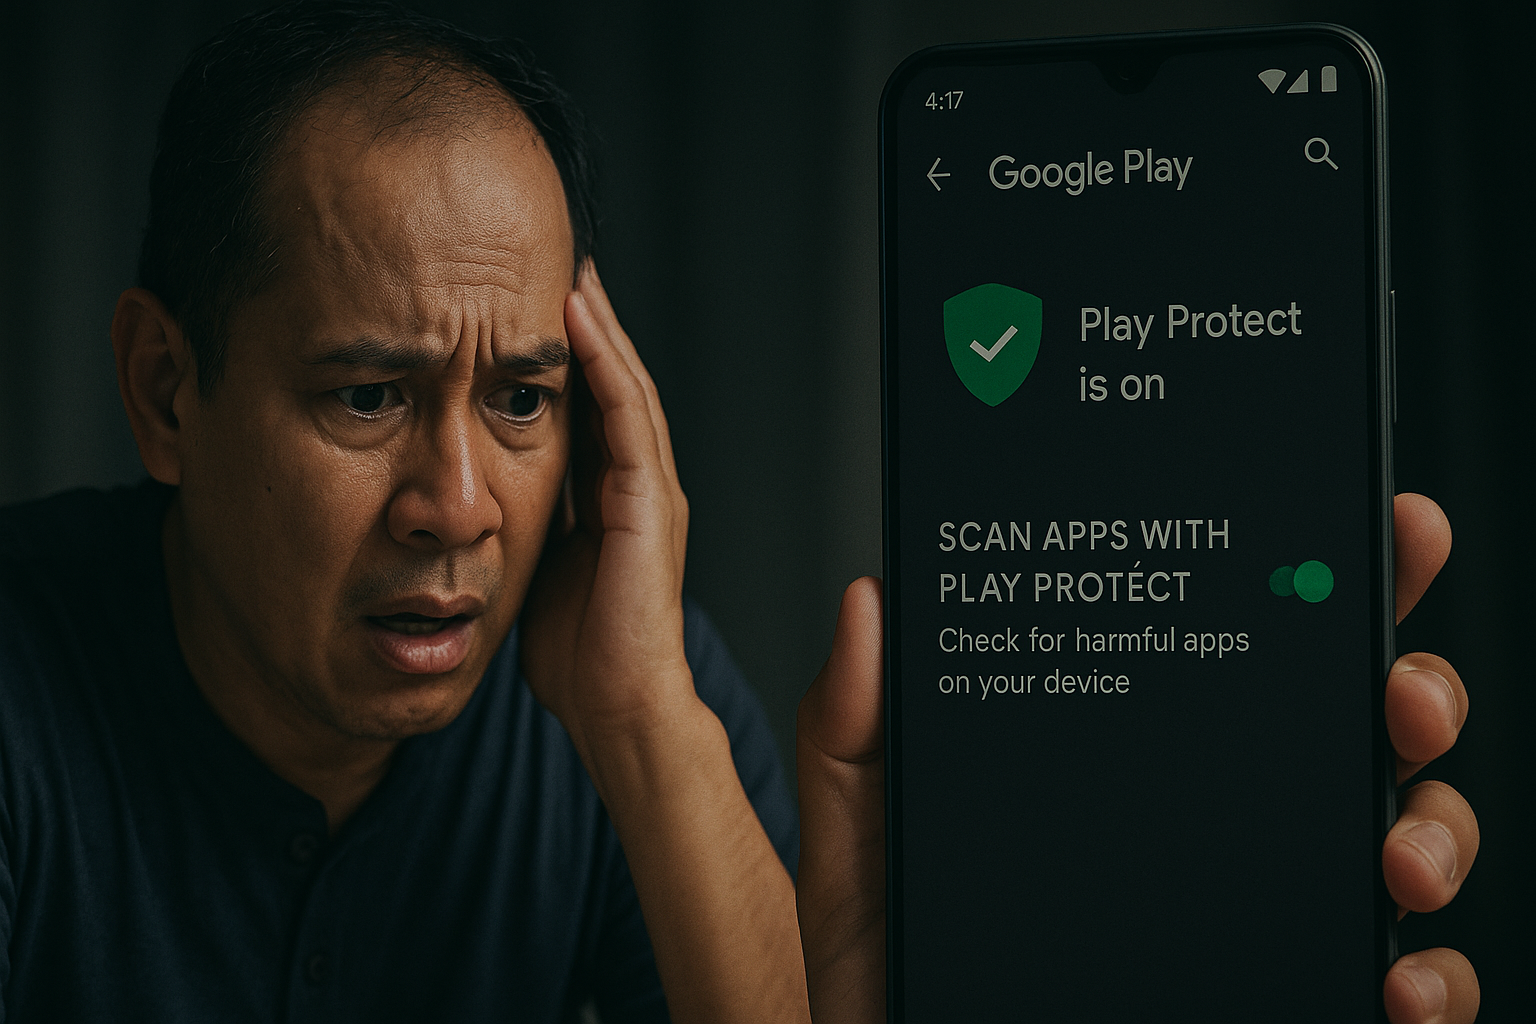 4:17
Google Play
Play Protect
is on
SCAN APPS WITH
PLAY PROTÉCT
Check for harmful apps
on your device